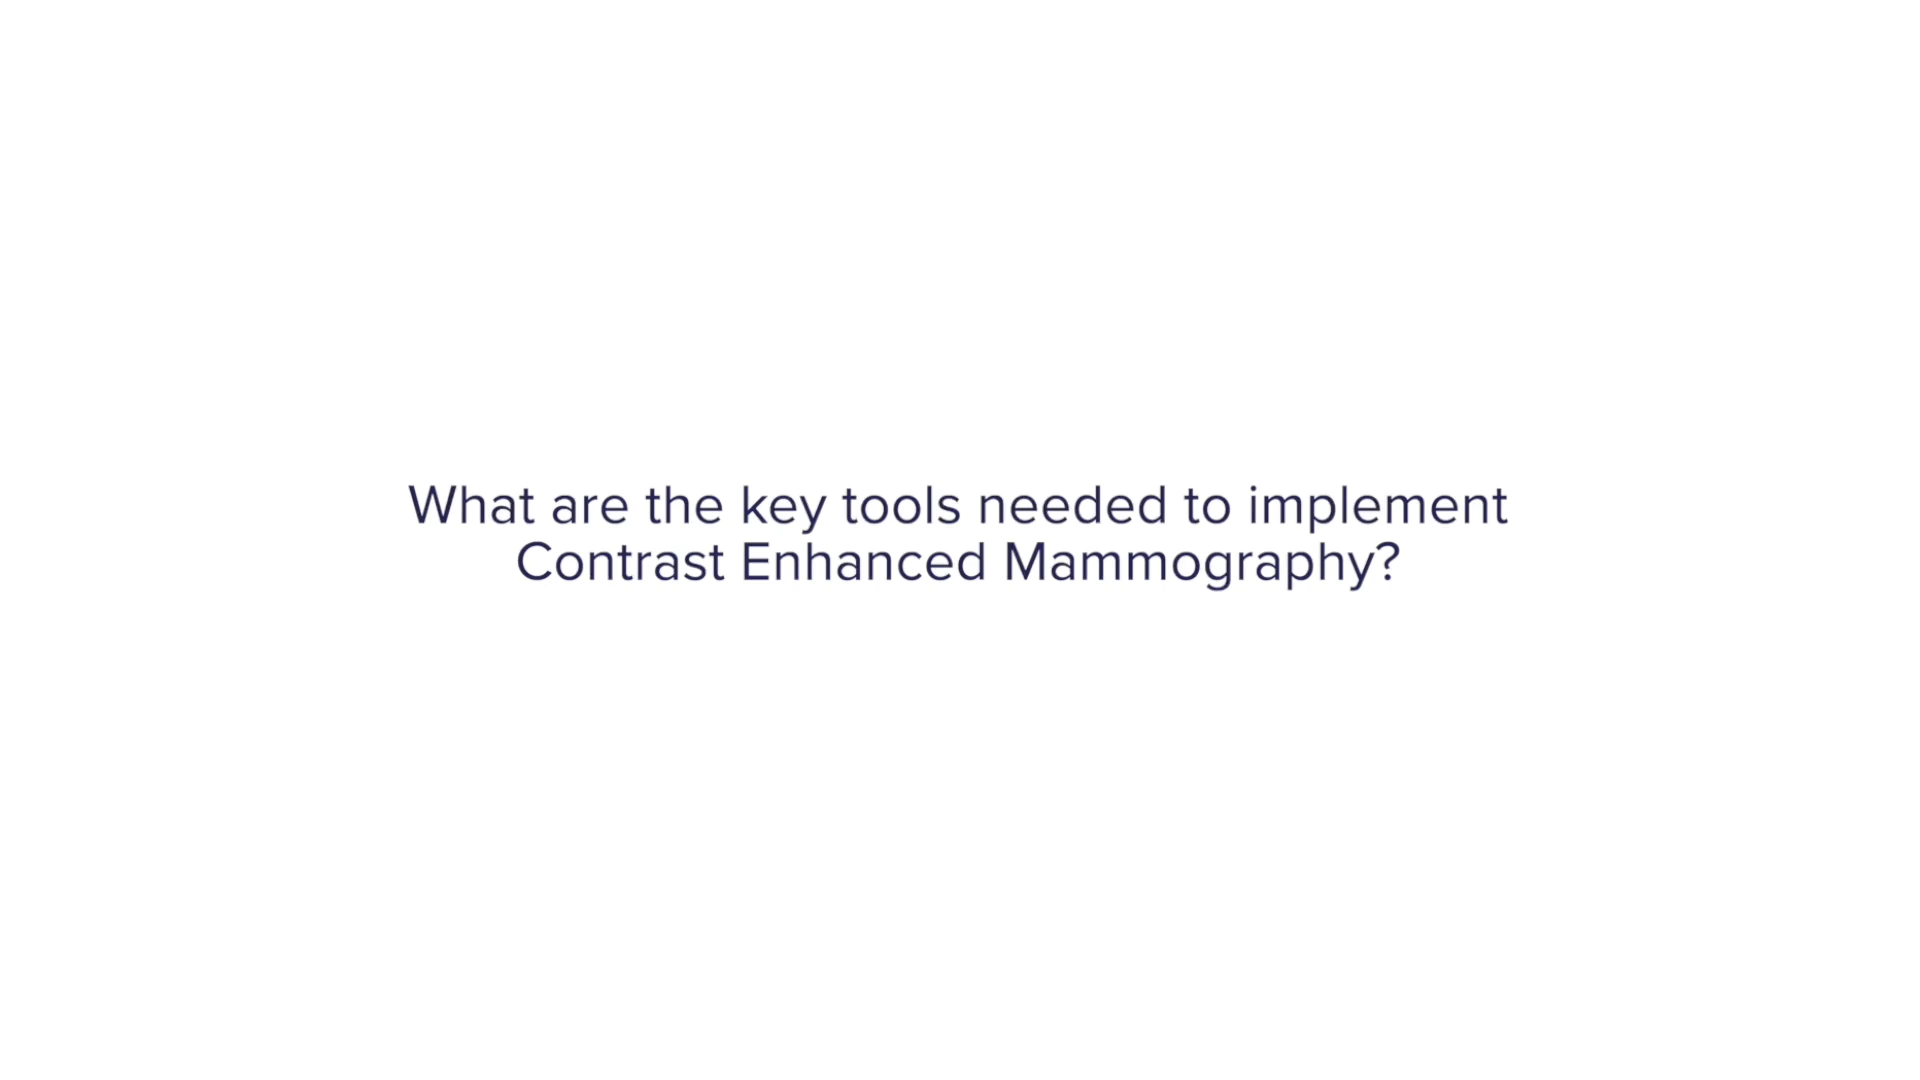 What are the key tools needed to implement
Contrast Enhanced Mammography?